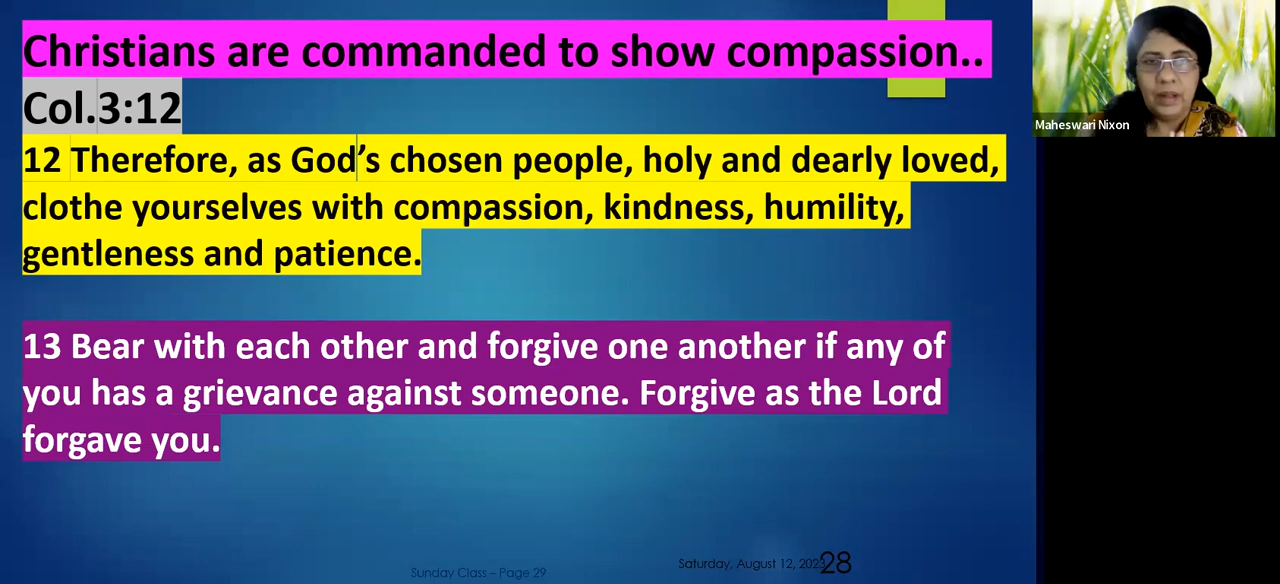 Christians are commanded to show compassion..
Col.3:12
12 Therefore, as God's chosen people, holy and dearly loved,
clothe yourselves with compassion, kindness, humility,
gentleness and patience.
13 Bear with each other and forgive one another if any of
you has a grievance against someone. Forgive as the Lord
forgave you.
Sunday Class – Page 29
Saturday, August 12, 2023
28
Maheswari Nixon